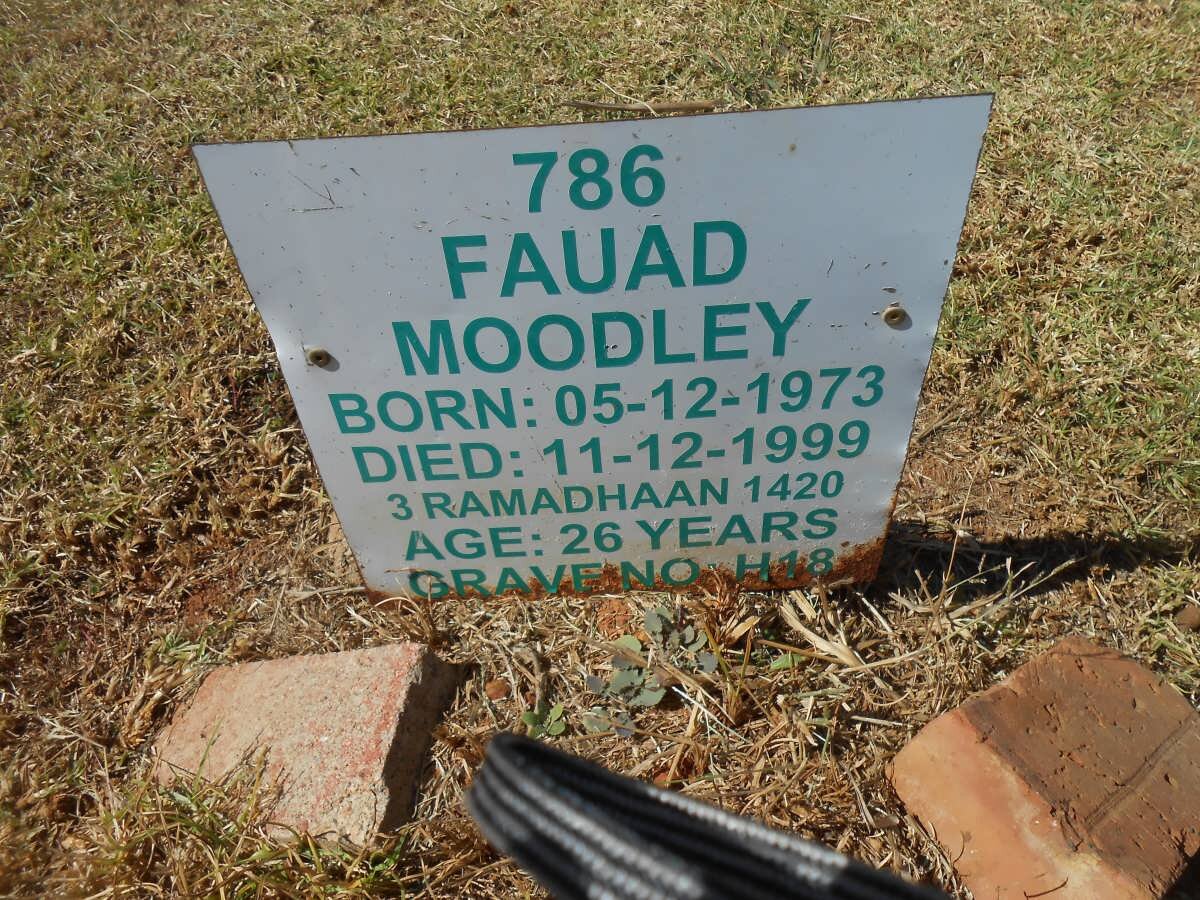 786
FAUAD
MOODLEY
BORN: 05-12-1973
DIED: 11-12-1999
3 RAMADHAAN 1420
AGE: 26 YEARS
GRAVE NO: H18